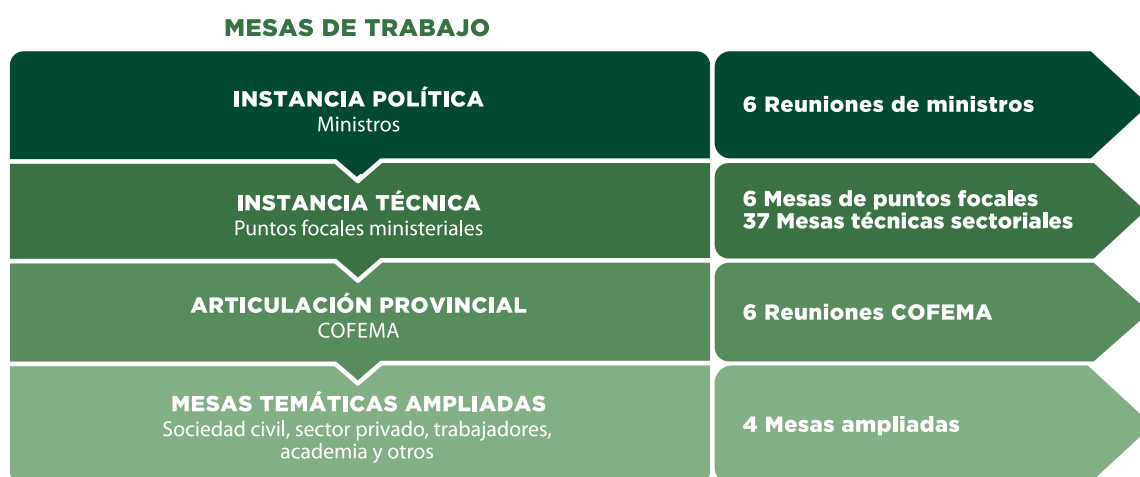 MESAS DE TRABAJO
INSTANCIA POLÍTICA
Ministros
6 Reuniones de ministros
INSTANCIA TÉCNICA
Puntos focales ministeriales
6 Mesas de puntos focales
37 Mesas técnicas sectoriales
ARTICULACIÓN PROVINCIAL
COFEMA
6 Reuniones COFEMA
MESAS TEMÁTICAS AMPLIADAS
Sociedad civil, sector privado, trabajadores,
academia y otros
4 Mesas ampliadas